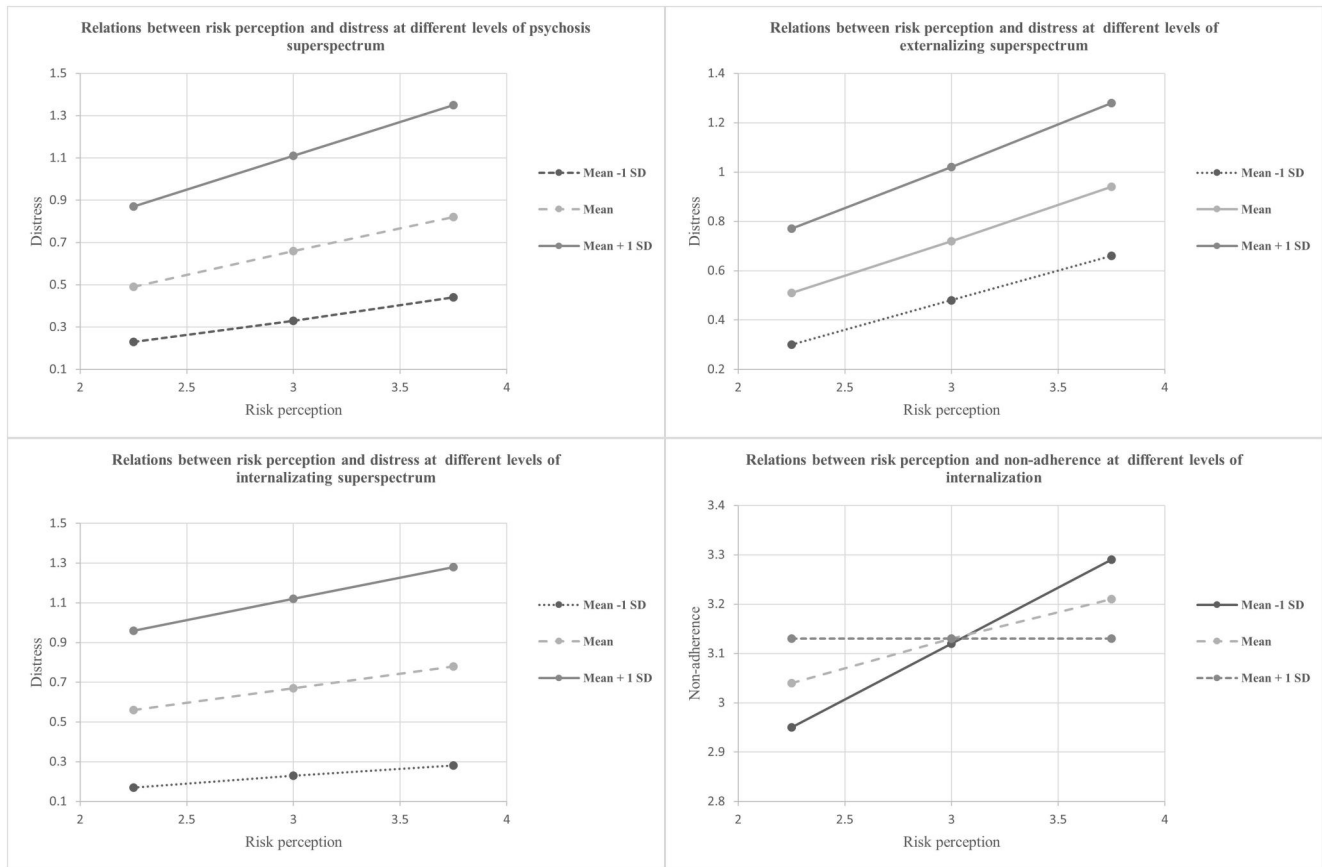 Relations between risk perception and distress at different levels of psychosis
superspectrum
1.5
1.3
1.1
0.9
0.7
0.5
0.3
0.1
Distress
2
2.5
3
3.5
4
Risk perception
Mean -1 SD
Mean
Mean + 1 SD
Relations between risk perception and distress at different levels of
externalizing superspectrum
1.4
1.2
1
0.8
0.6
0.4
0.2
Distress
2
2.5
3
3.5
4
Risk perception
Mean -1 SD
Mean
Mean + 1 SD
Relations between risk perception and distress at different levels of
internalizating superspectrum
1.5
1.3
1.1
0.9
0.7
0.5
0.3
0.1
Distress
2
2.5
3
3.5
4
Risk perception
Mean -1 SD
Mean
Mean + 1 SD
Relations between risk perception and non-adherence at different levels of
internalization
3.4
3.3
3.2
3.1
3
2.9
2.8
Non-adherence
2
2.5
3
3.5
4
Risk perception
Mean -1 SD
Mean
Mean + 1 SD